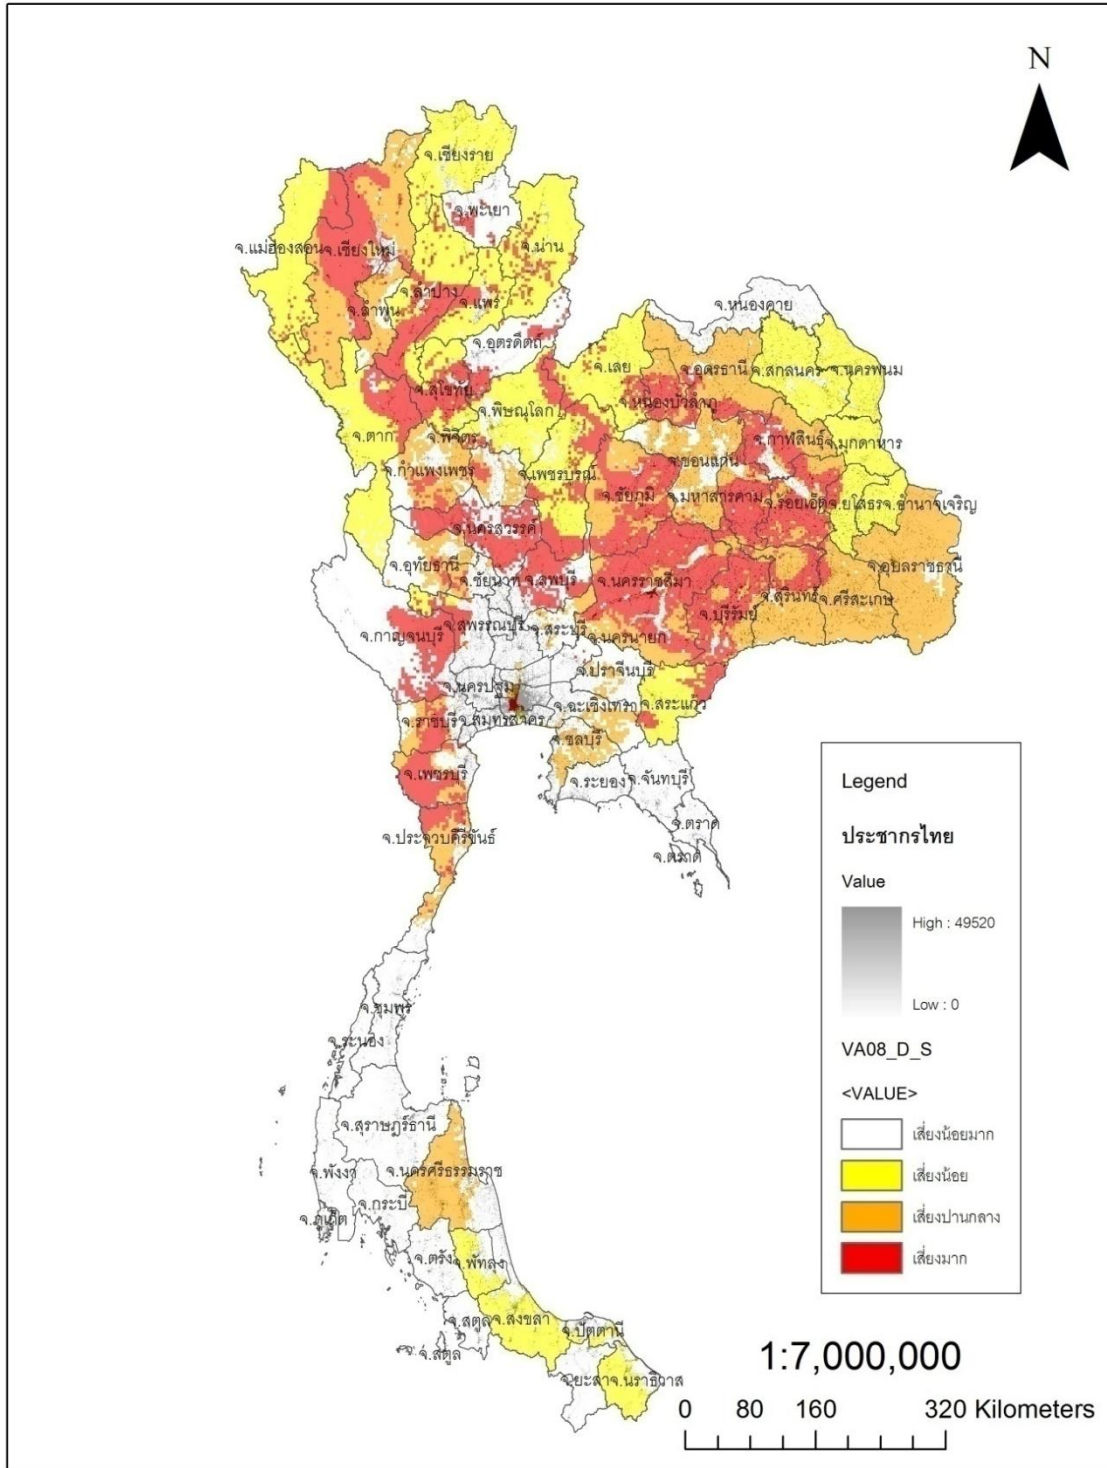 N
จ.เชียงราย
จ.พะเยา
จ.น่าน
จ.แม่ฮ่องสอน
จ.เชียงใหม่
จ.ลำปาง
จ.แพร่
จ.ลำพูน
จ.หนองคาย
จ.อุตรดิตถ์
จ.เลย
จ.อุดรธานี
จ.สกลนคร
จ.นครพนม
จ.สุโขทัย
จ.หนองบัวลำภู
จ.พิษณุโลก
จ.ตาก
จ.พิจิตร
จ.กาฬสินธุ์
จ.มุกดาหาร
จ.กำแพงเพชร
จ.เพชรบูรณ์
จ.ขอนแก่น
จ.ชัยภูมิ
จ.มหาสารคาม
จ.ร้อยเอ็ด
จ.ยโสธร
จ.อำนาจเจริญ
จ.นครสวรรค์
จ.อุทัยธานี
จ.ชัยนาท
จ.ลพบุรี
จ.นครราชสีมา
จ.อุบลราชธานี
จ.สุรินทร์
จ.ศรีสะเกษ
จ.บุรีรัมย์
จ.กาญจนบุรี
จ.สุพรรณบุรี
จ.สระบุรี
จ.นครนายก
จ.ปราจีนบุรี
จ.นครปฐม
จ.ฉะเชิงเทรา
จ.สระแก้ว
จ.ราชบุรี
จ.สมุทรสาคร
จ.ชลบุรี
จ.เพชรบุรี
จ.ระยอง
จ.จันทบุรี
จ.ตราด
จ.ประจวบคีรีขันธ์
จ.ตราด
จ.ชุมพร
จ.ระนอง
จ.สุราษฎร์ธานี
จ.พังงา
จ.นครศรีธรรมราช
จ.กระบี่
จ.ภูเก็ต
จ.ตรัง
จ.พัทลุง
จ.สตูล
จ.สงขลา
จ.ปัตตานี
จ.สตูล
จ.ยะลา
จ.นราธิวาส
Legend
ประชากรไทย
Value
High : 49520
Low : 0
VA08_D_S
<VALUE>
เสี่ยงน้อยมาก
เสี่ยงน้อย
เสี่ยงปานกลาง
เสี่ยงมาก
1:7,000,000
0 80 160 320 Kilometers